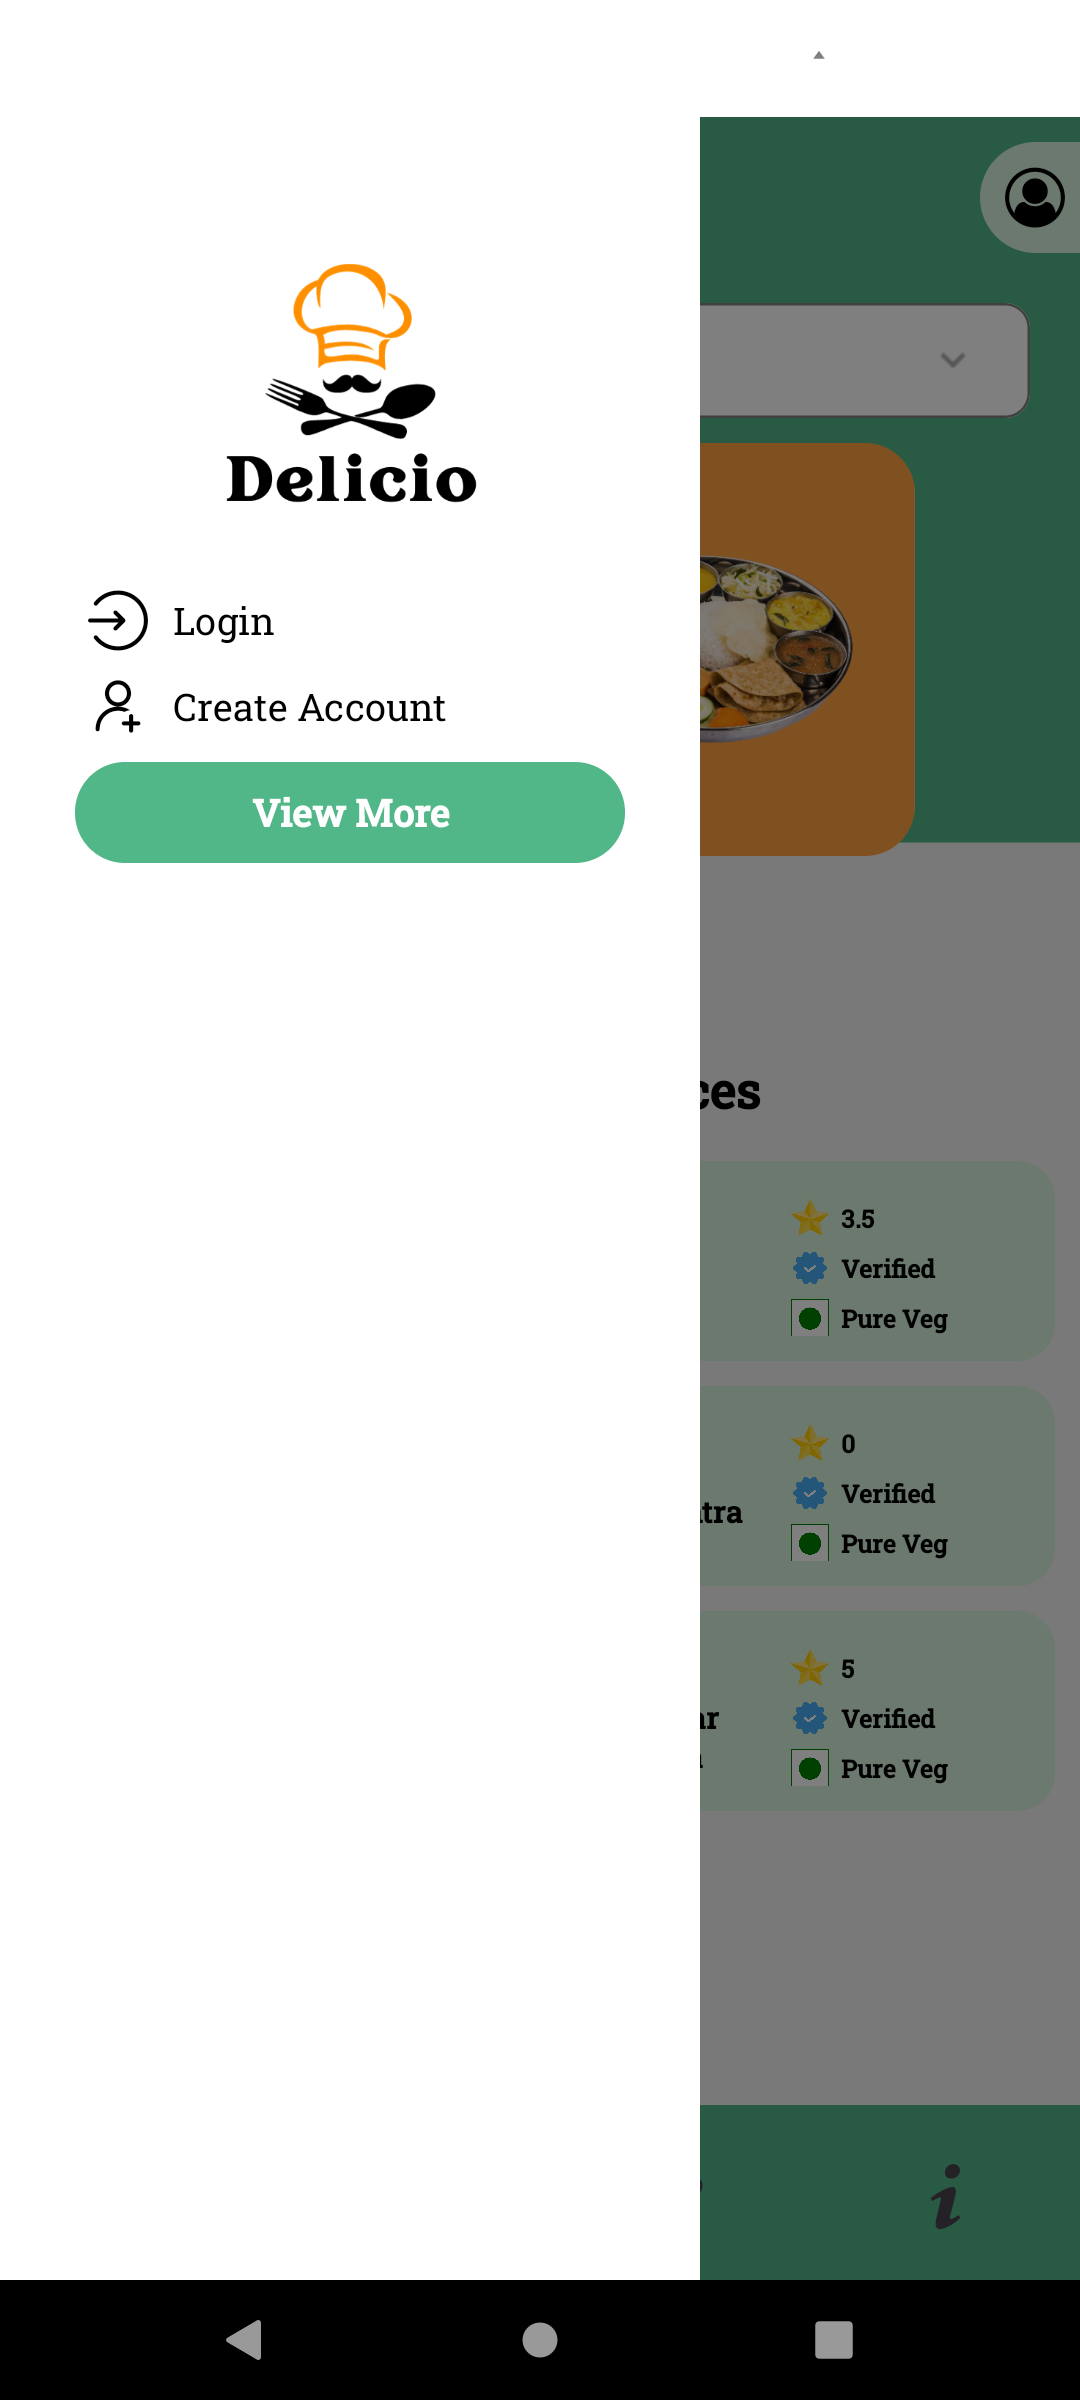 Delicio
Login
Create Account
View More
ces
3.5
Verified
Pure Veg
0
Verified
tra
Pure Veg
5
Verified
ar
Pure Veg